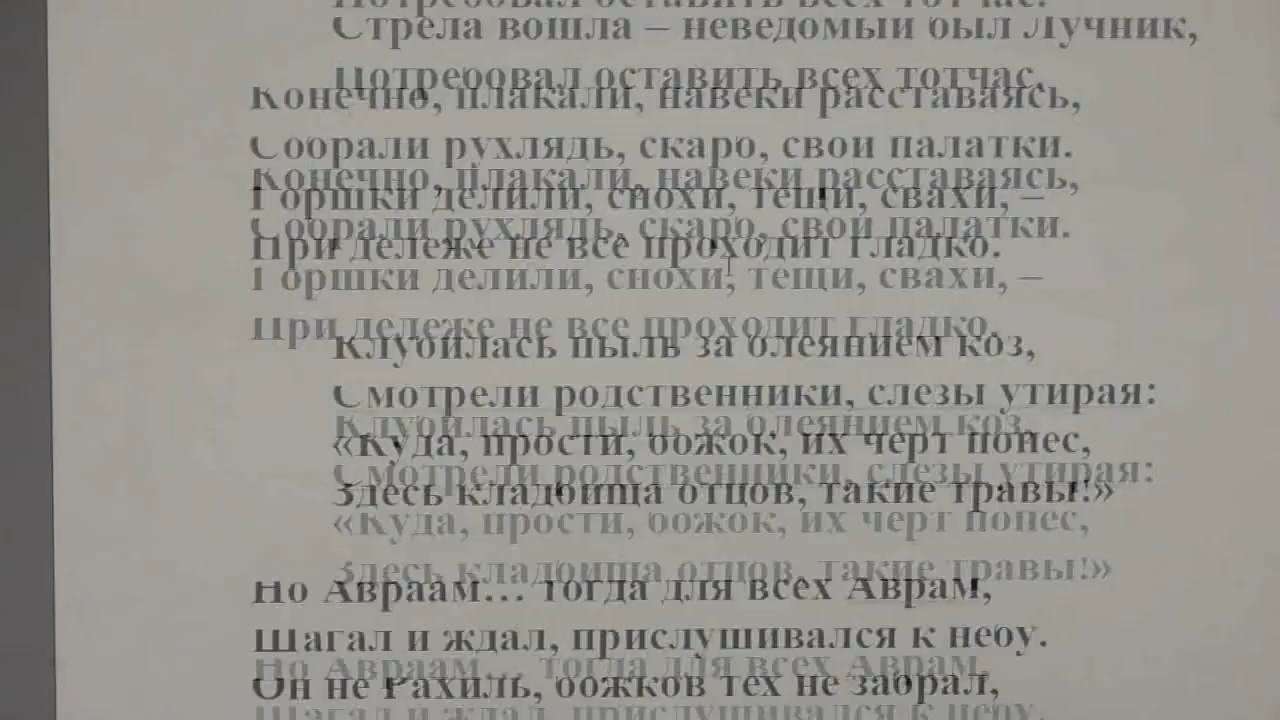 Стрела вошла – неведомый был Лучник,
Потребовал оставить всех тотчас.
Конечно, плакали, навеки расставаясь,
Собрали рухлядь, скарб, свои палатки.
Горшки делили, снохи, тещи, свахи, –
При дележе не все проходит гладко.
Клубилась пыль за блеянием коз,
Смотрели родственники, слезы утирая:
«Куда, прости, божок, их черт понес,
Здесь кладбища отцов, такие травы!»
Но Авраам... тогда для всех Аврам,
Шагал и ждал, прислушивался к небу.
Он не Рахиль, божков тех не забрал,